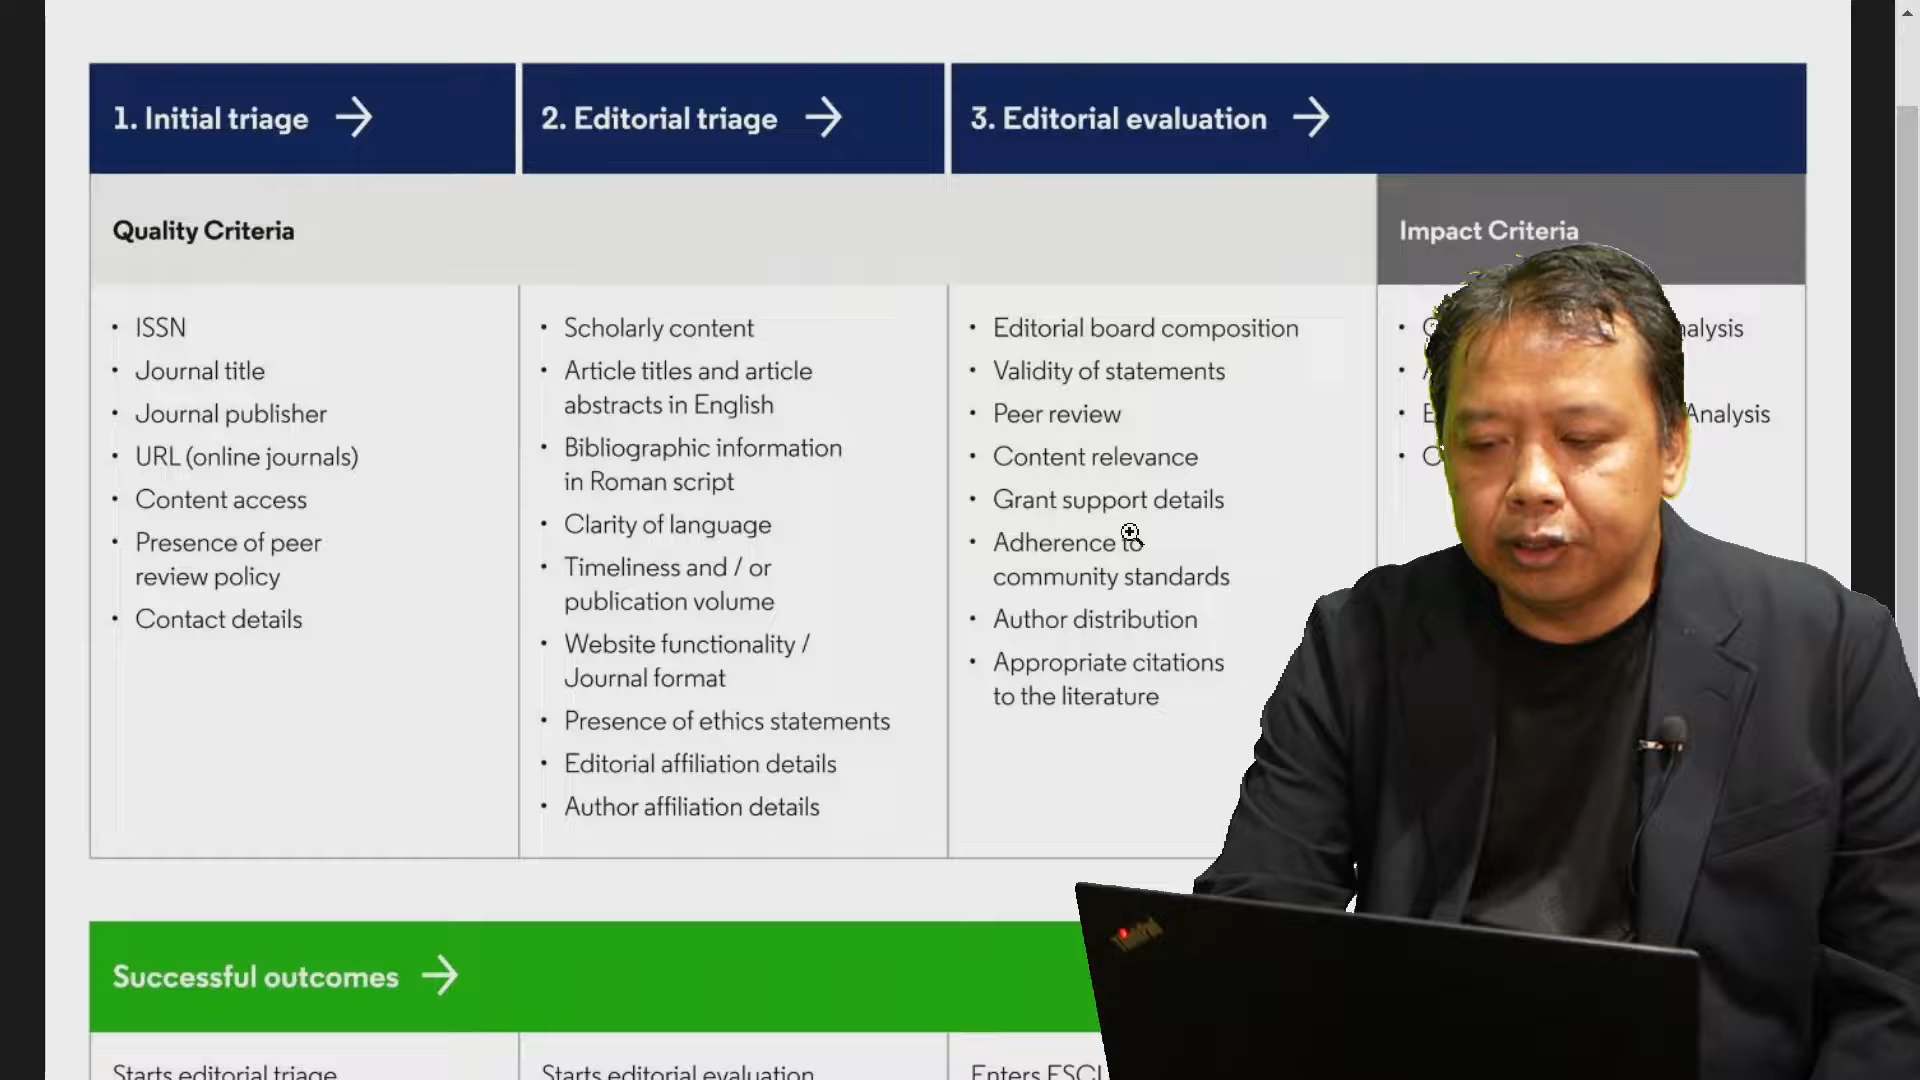 1. Initial triage →
2. Editorial triage →
3. Editorial evaluation →
Quality Criteria
Impact Criteria
• ISSN
• Journal title
• Journal publisher
• URL (online journals)
• Content access
• Presence of peer
review policy
• Contact details
• Scholarly content
• Article titles and article
abstracts in English
• Bibliographic information
in Roman script
• Clarity of language
• Timeliness and / or
publication volume
• Website functionality /
Journal format
• Presence of ethics statements
• Editorial affiliation details
• Author affiliation details
• Editorial board composition
• Validity of statements
• Peer review
• Content relevance
• Grant support details
• Adherence to
community standards
• Author distribution
• Appropriate citations
to the literature
Analysis
Successful outcomes →
Starts editorial triage
Starts editorial evaluation
Enters ESCI
ThinkPad